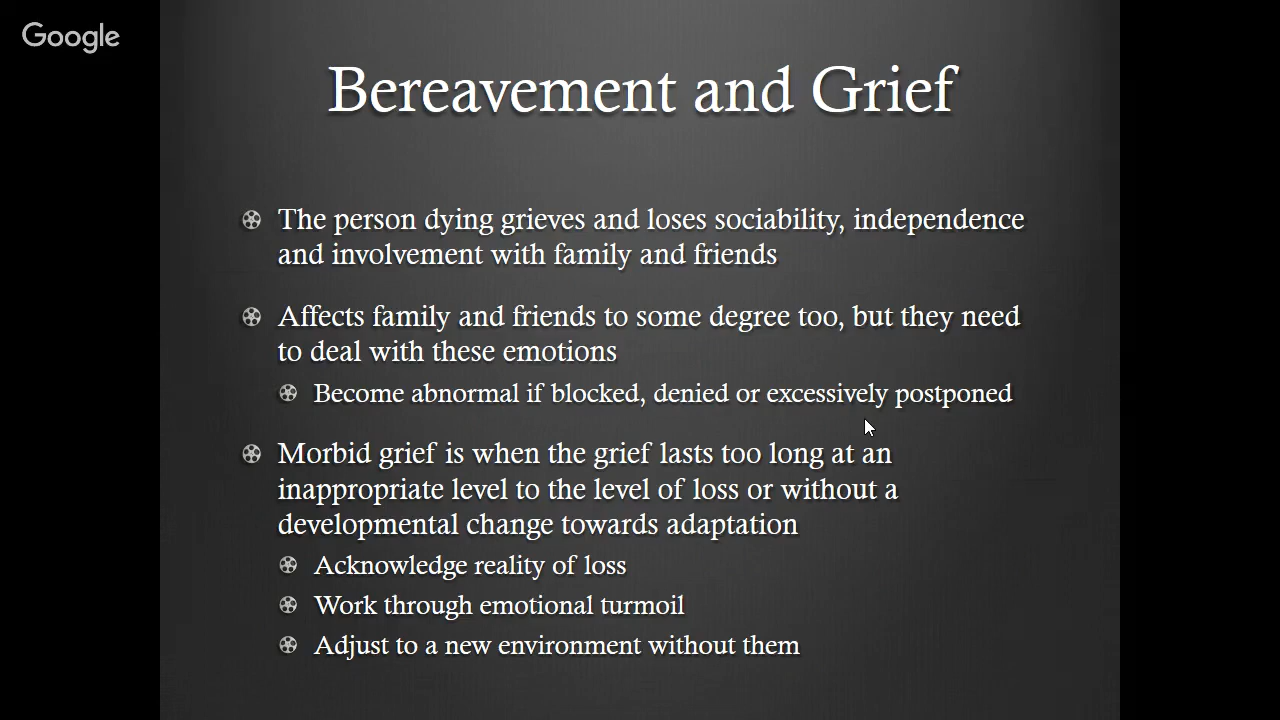 Google
Bereavement and Grief
The person dying grieves and loses sociability, independence
and involvement with family and friends
Affects family and friends to some degree too, but they need
to deal with these emotions
Become abnormal if blocked, denied or excessively postponed
Morbid grief is when the grief lasts too long at an
inappropriate level to the level of loss or without a
developmental change towards adaptation
Acknowledge reality of loss
Work through emotional turmoil
Adjust to a new environment without them